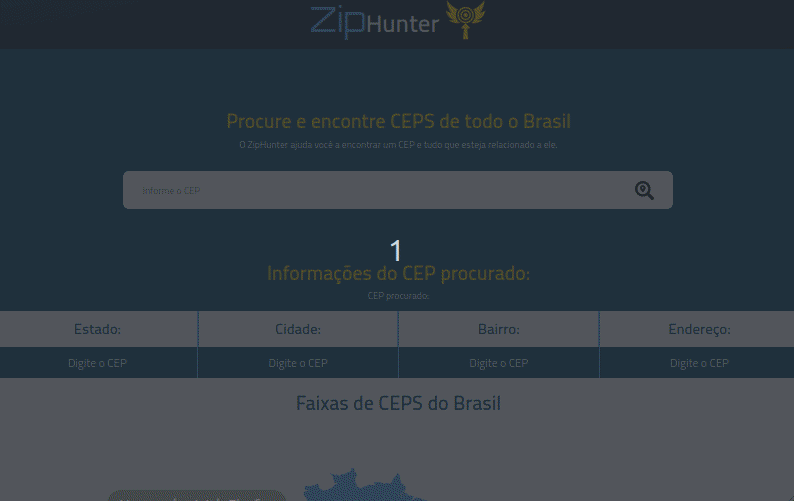 ZipHunter
Procure e encontre CEPS de todo o Brasil
O ZipHunter ajuda você a encontrar um CEP e tudo que esteja relacionado a ele.
Informe o CEP
1
Informações do CEP procurado:
CEP procurado:
Estado: Cidade: Bairro: Endereço:
Digite o CEP Digite o CEP Digite o CEP Digite o CEP
Faixas de CEPS do Brasil